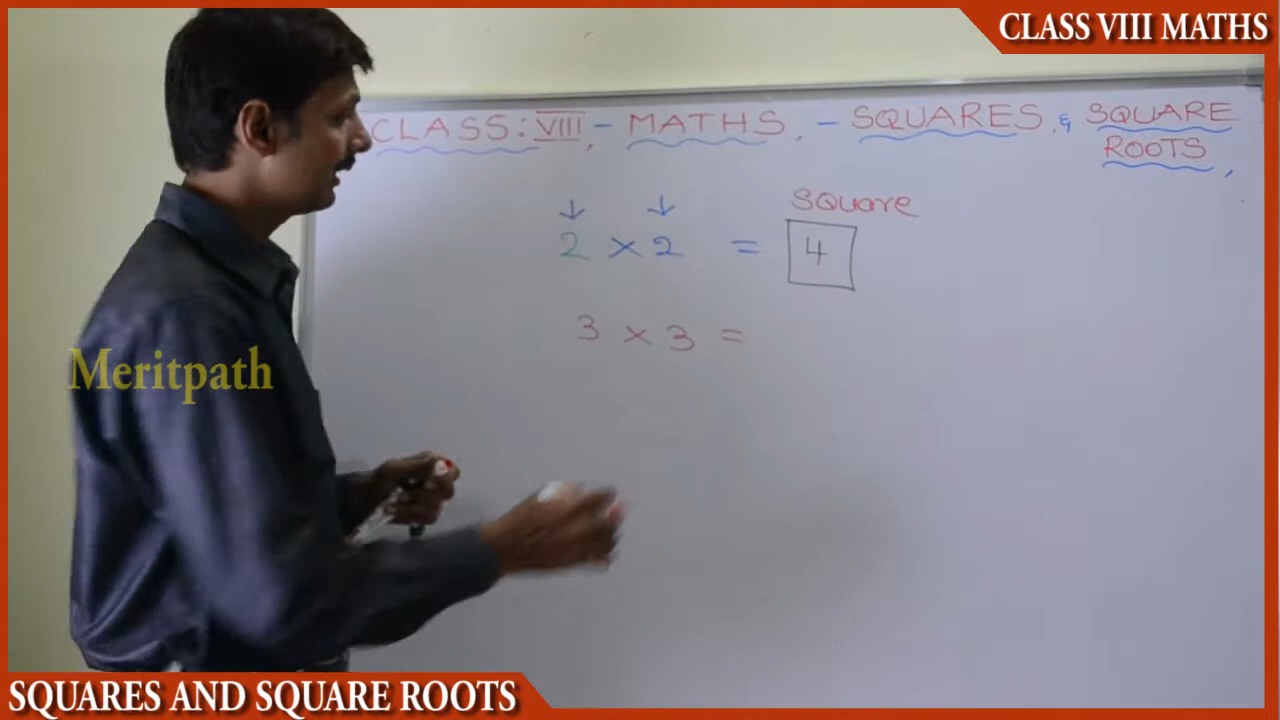 CLASS VIII MATHS
CLASS: VIII, - MATHS, - SQUARES & SQUARE
ROOTS,
Square
↓ ↓
2 × 2 = 4
3 × 3 =
Meritpath
SQUARES AND SQUARE ROOTS